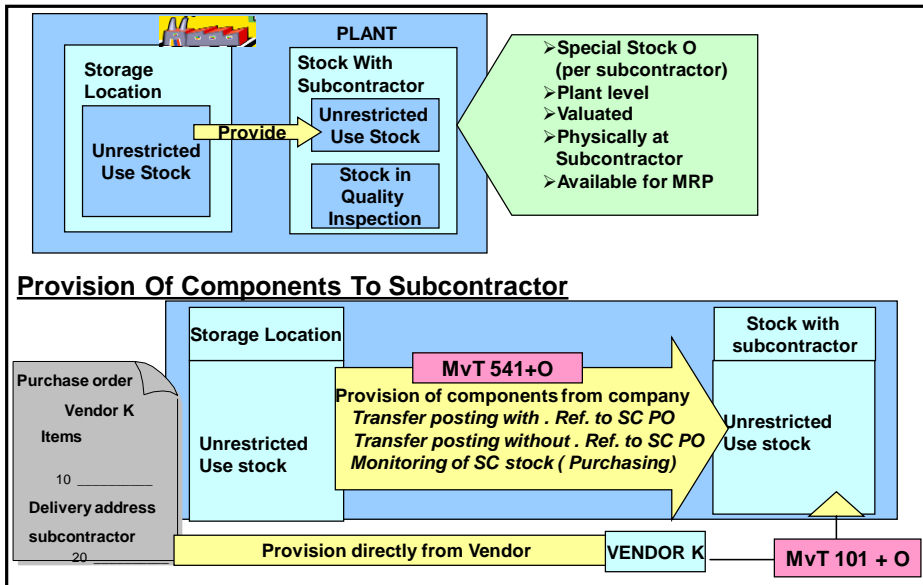 PLANT
Storage
Location
Unrestricted
Use Stock
Provide
Stock With
Subcontractor
Unrestricted
Use Stock
Stock in
Quality
Inspection
➢Special Stock O
(per subcontractor)
➢Plant level
➢Valuated
➢Physically at
Subcontractor
➢Available for MRP
Provision Of Components To Subcontractor
Storage Location
Unrestricted
Use stock
MvT 541+O
Provision of components from company
Transfer posting with . Ref. to SC PO
Transfer posting without . Ref. to SC PO
Monitoring of SC stock ( Purchasing)
Stock with
subcontractor
Unrestricted
Use stock
Purchase order
Vendor K
Items
10 __________
Delivery address
subcontractor
20 __________
Provision directly from Vendor
VENDOR K
MvT 101 + O